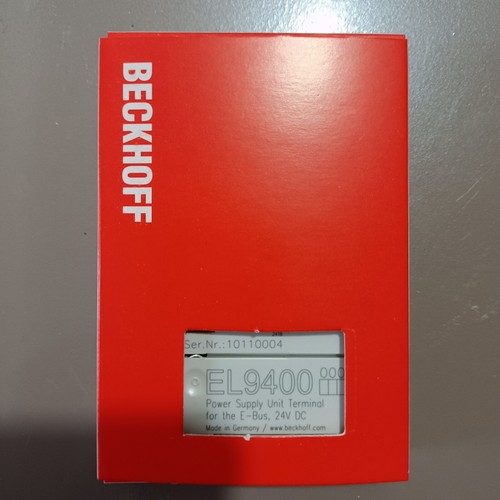 BECKHOFF
Ser.Nr.:10110004
EL9400 000
Power Supply Unit Terminal
for the E-Bus, 24V DC
Made in Germany / www.beckhoff.com